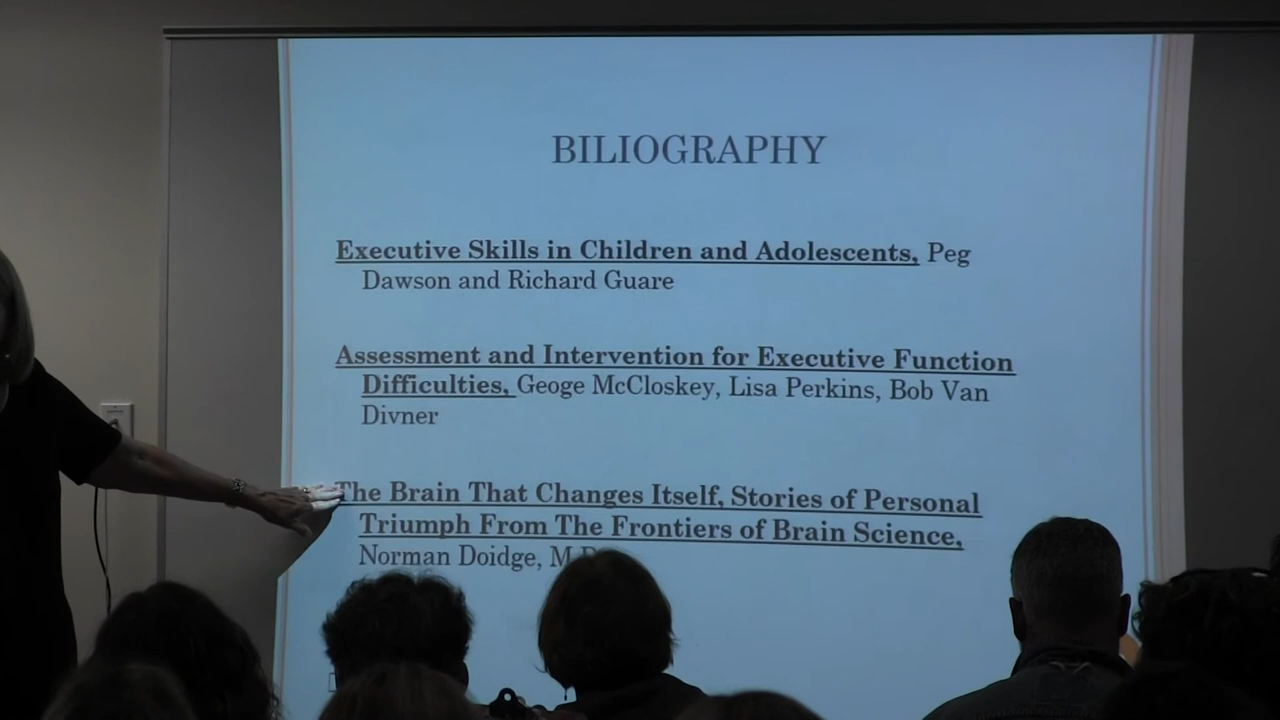 BILIOGRAPHY
Executive Skills in Children and Adolescents, Peg
Dawson and Richard Guare
Assessment and Intervention for Executive Function
Difficulties, Geoge McCloskey, Lisa Perkins, Bob Van
Divner
The Brain That Changes Itself, Stories of Personal
Triumph From The Frontiers of Brain Science,
Norman Doidge,